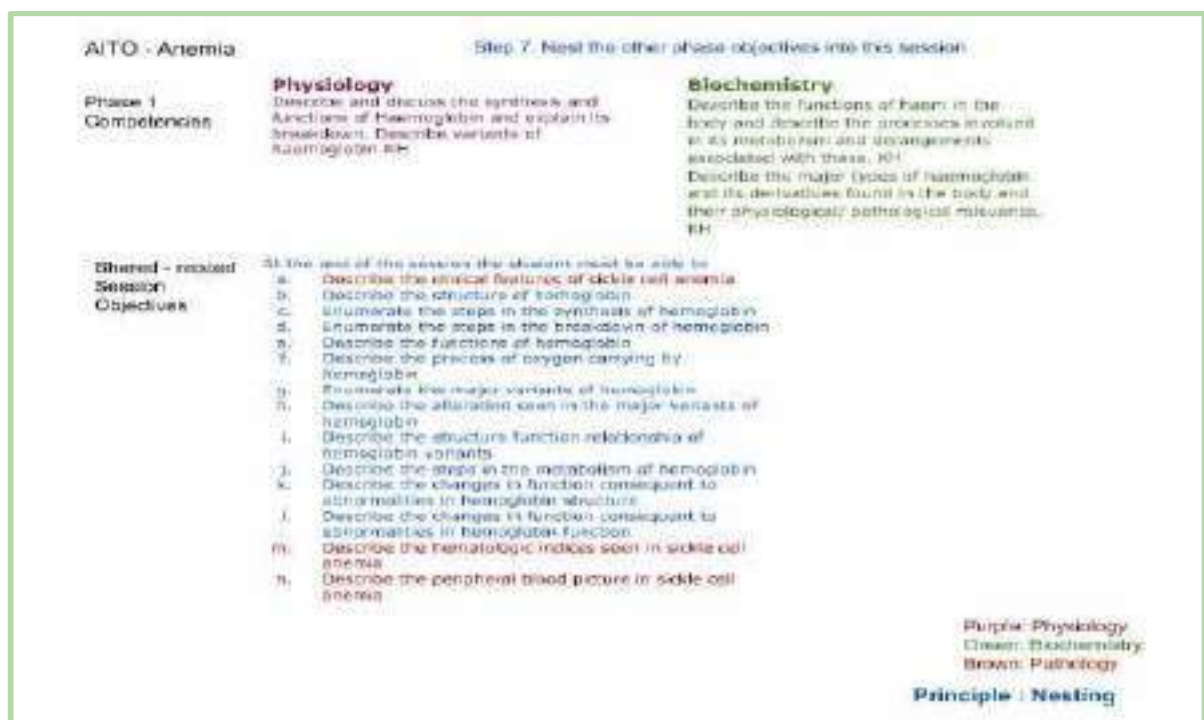 AITO - Anemia
Step 7. Nest the other phase objectives into this session
Phase 1
Competencies
Physiology
Describe and discuss the synthesis and
functions of Haemoglobin and explain its
breakdown. Describe variants of
haemoglobin KH
Biochemistry
Describe the functions of haem in the
body and describe the processes involved
in its metabolism and derangements
associated with these. KH
Describe the major types of haemoglobin
and its derivatives found in the body and
their physiological/ pathological relevance.
KH
Shared - revised
Session
Objectives
At the end of the session the student must be able to
a. Describe the clinical features of sickle cell anemia
b. Describe the structure of hemoglobin
c. Enumerate the steps in the synthesis of hemoglobin
d. Enumerate the steps in the breakdown of hemoglobin
e. Describe the functions of hemoglobin
f. Describe the process of oxygen carrying by
hemoglobin
g. Enumerate the major variants of hemoglobin
h. Describe the alteration seen in the major variants of
hemoglobin
i. Describe the structure function relationship of
hemoglobin variants
j. Describe the steps in the metabolism of hemoglobin
k. Describe the changes in function consequent to
abnormalities in hemoglobin structure
l. Describe the changes in function consequent to
abnormalities in hemoglobin function
m. Describe the hematologic indices seen in sickle cell
anemia
n. Describe the peripheral blood picture in sickle cell
anemia
Purple: Physiology
Green: Biochemistry
Brown: Pathology
Principle : Nesting